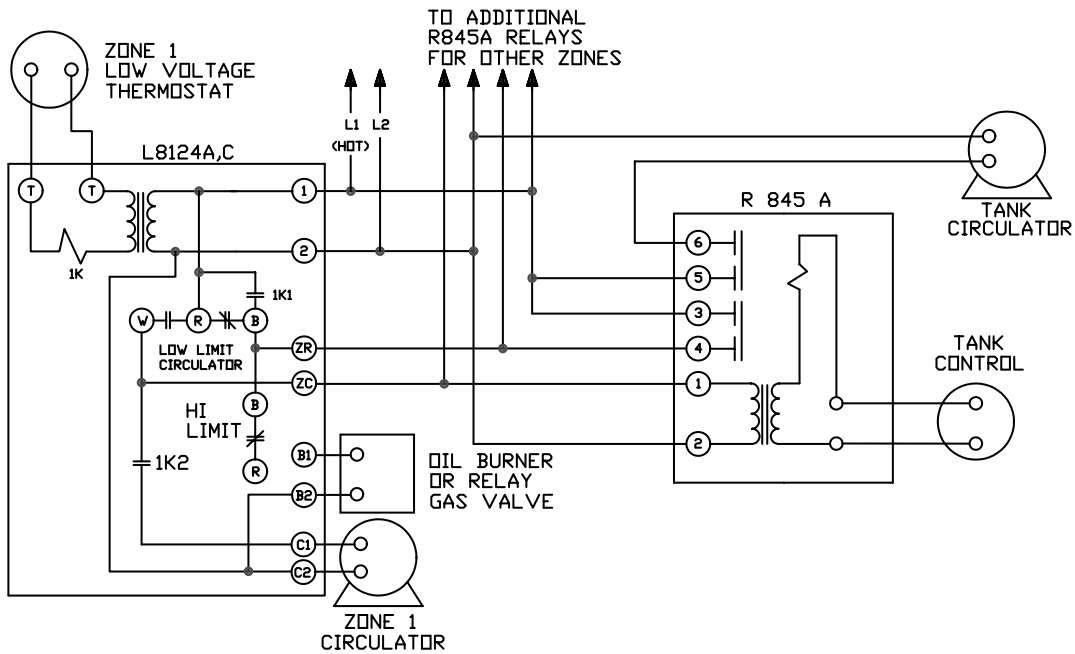 TO ADDITIONAL
R845A RELAYS
FOR OTHER ZONES
ZONE 1
LOW VOLTAGE
THERMOSTAT
L1 L2
(HOT)
L8124A,C
T T 1
1K
2
1K1
W R B
LOW LIMIT
CIRCULATOR
ZR
ZC
HI
LIMIT
B
R
1K2
B1
B2
OIL BURNER
OR RELAY
GAS VALVE
C1
C2
ZONE 1
CIRCULATOR
R 845 A
6
5
3
4
1
2
TANK
CIRCULATOR
TANK
CONTROL